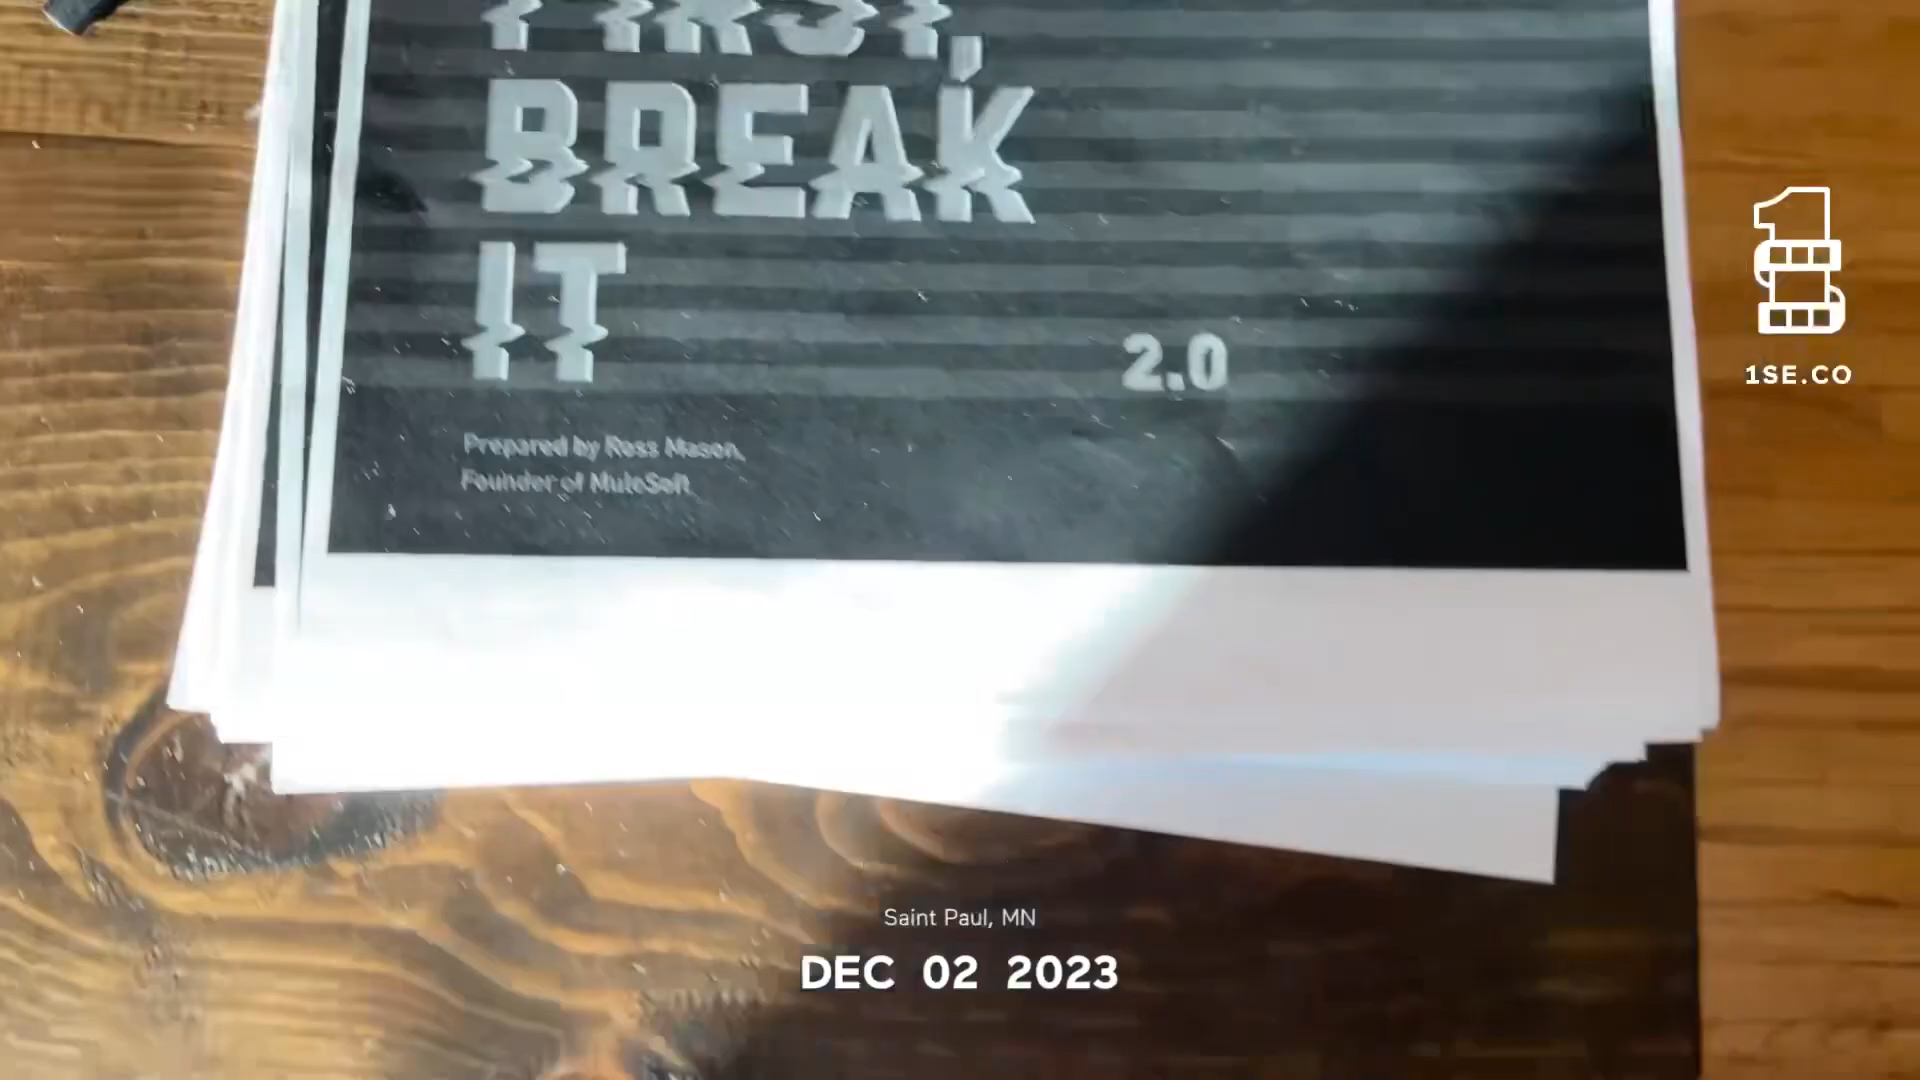 FIRST,
BREAK
IT
2.0
Prepared by Ross Mason,
Founder of MuleSoft
1SE.CO
Saint Paul, MN
DEC 02 2023